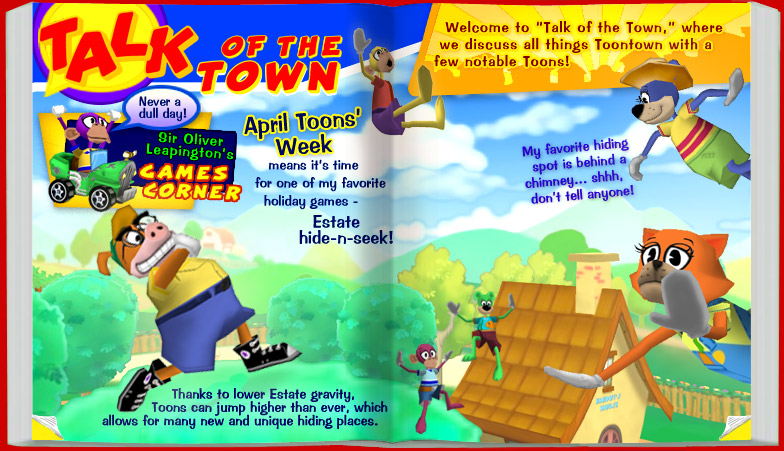 TALK
OF THE
TOWN
Welcome to "Talk of the Town," where
we discuss all things Toontown with a
few notable Toons!
Never a
dull day!
Sir Oliver
Leapington's
GAMES
CORNER
April Toons'
Week
means it's time
for one of my favorite
holiday games -
Estate
hide-n-seek!
My favorite hiding
spot is behind a
chimney... shhh,
don't tell anyone!
Thanks to lower Estate gravity,
Toons can jump higher than ever, which
allows for many new and unique hiding places.